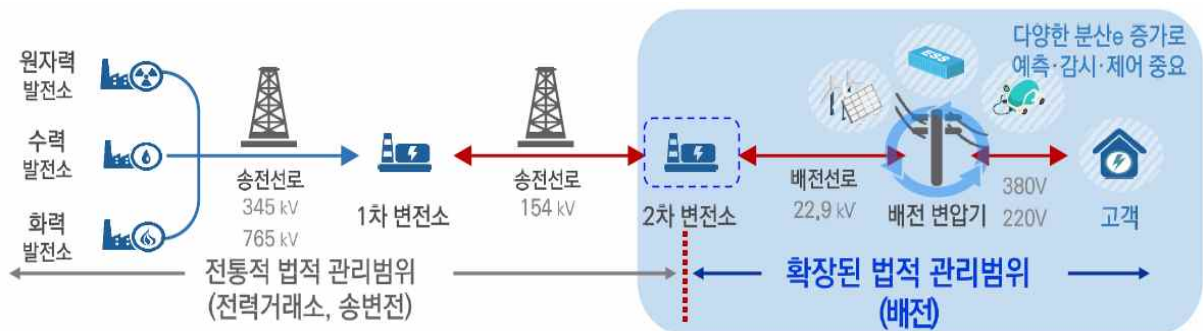 원자력
발전소
수력
발전소
화력
발전소
송전선로
345 kV
765 kV
1차 변전소
송전선로
154 kV
2차 변전소
배전선로
22,9 kV
ESS
배전 변압기
380V
220V
고객
다양한 분산e 증가로
예측·감시·제어 중요
전통적 법적 관리범위
(전력거래소, 송변전)
확장된 법적 관리범위
(배전)